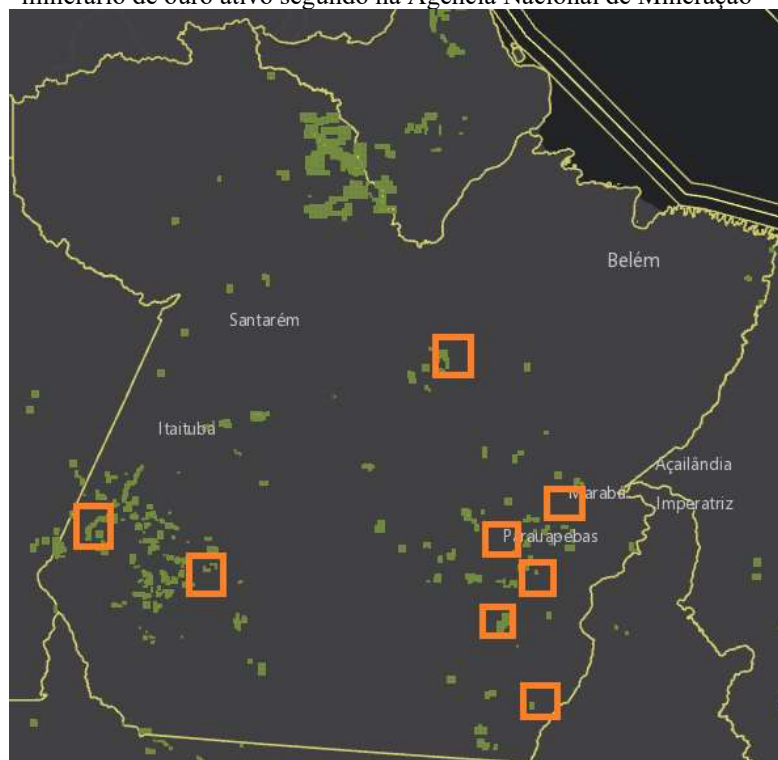 minerário de ouro ativo segundo na Agência Nacional de Mineração
Belém
Santarém
Itaituba
Açailândia
Marabá
Imperatriz
Parauapebas